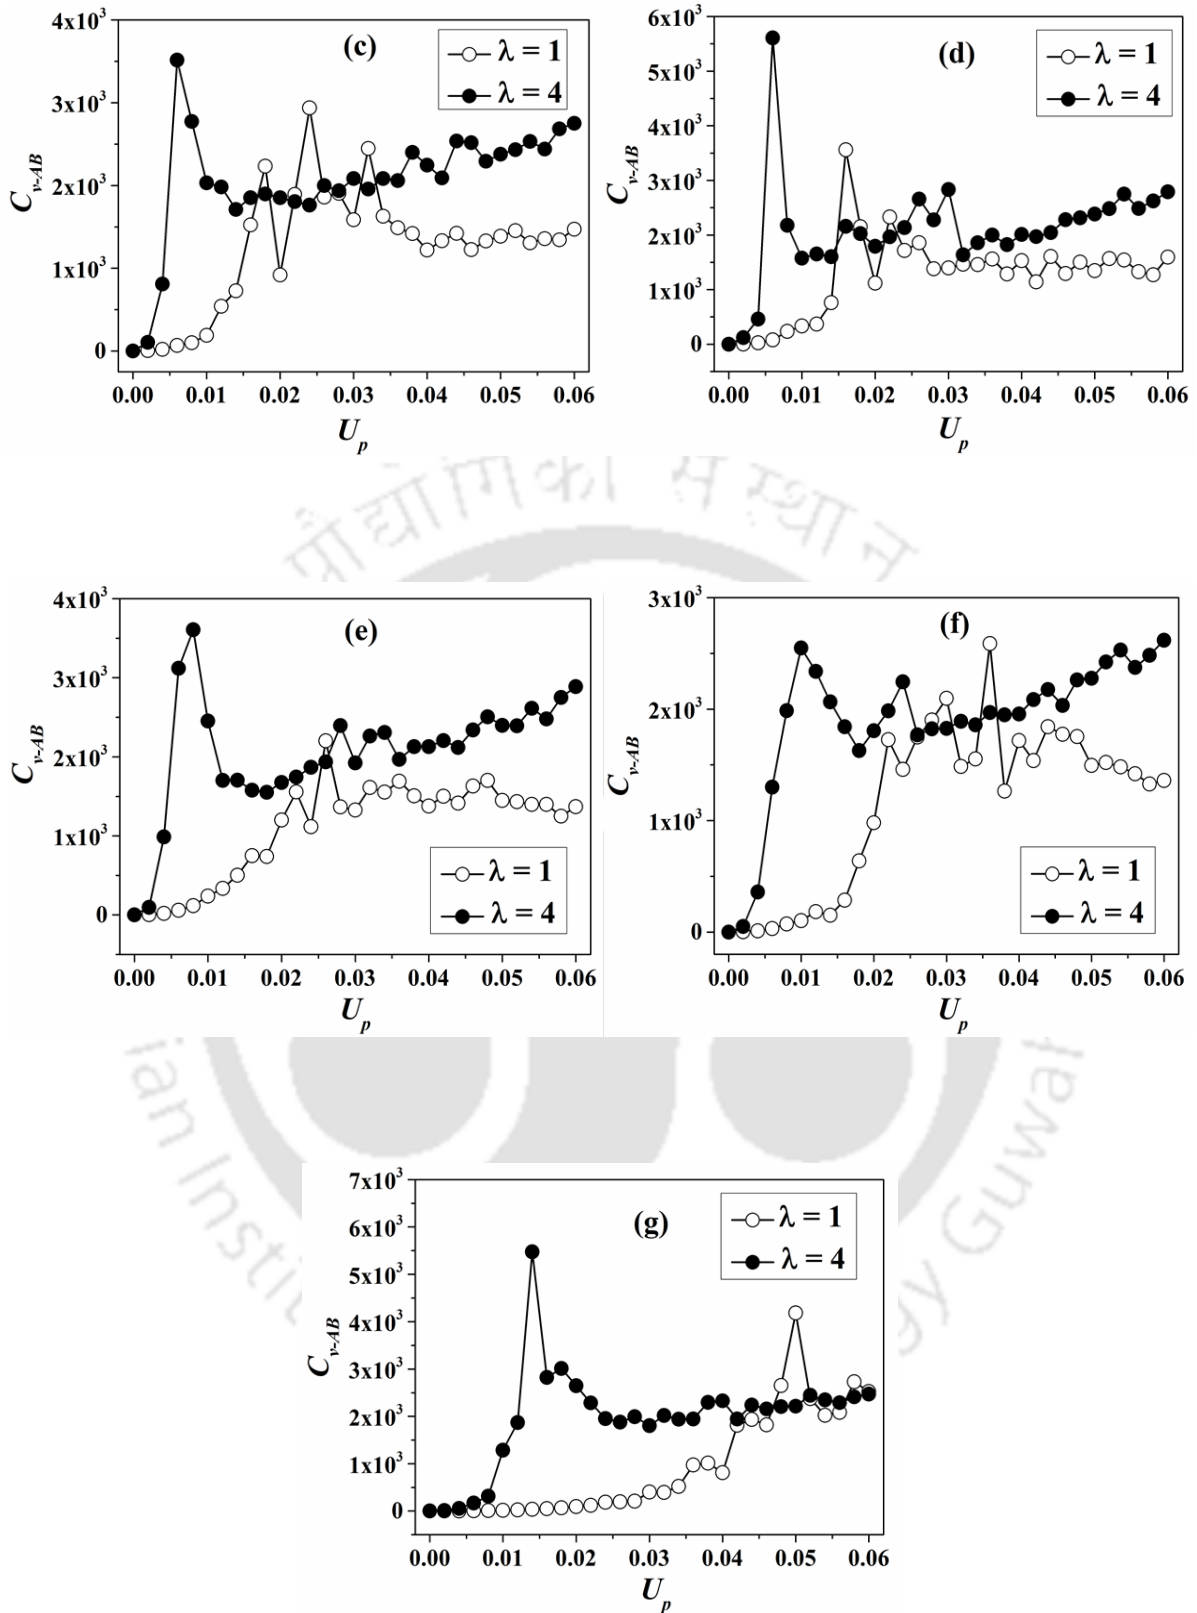 (c)
λ = 1
λ = 4
4x10³
3x10³
2x10³
1x10³
0
C_v-AB
0.00 0.01 0.02 0.03 0.04 0.05 0.06
U_p
(d)
λ = 1
λ = 4
6x10³
5x10³
4x10³
3x10³
2x10³
1x10³
0
C_v-AB
0.00 0.01 0.02 0.03 0.04 0.05 0.06
U_p
(e)
λ = 1
λ = 4
4x10³
3x10³
2x10³
1x10³
0
C_v-AB
0.00 0.01 0.02 0.03 0.04 0.05 0.06
U_p
(f)
λ = 1
λ = 4
3x10³
2x10³
1x10³
0
C_v-AB
0.00 0.01 0.02 0.03 0.04 0.05 0.06
U_p
(g)
λ = 1
λ = 4
7x10³
6x10³
5x10³
4x10³
3x10³
2x10³
1x10³
0
C_v-AB
0.00 0.01 0.02 0.03 0.04 0.05 0.06
U_p